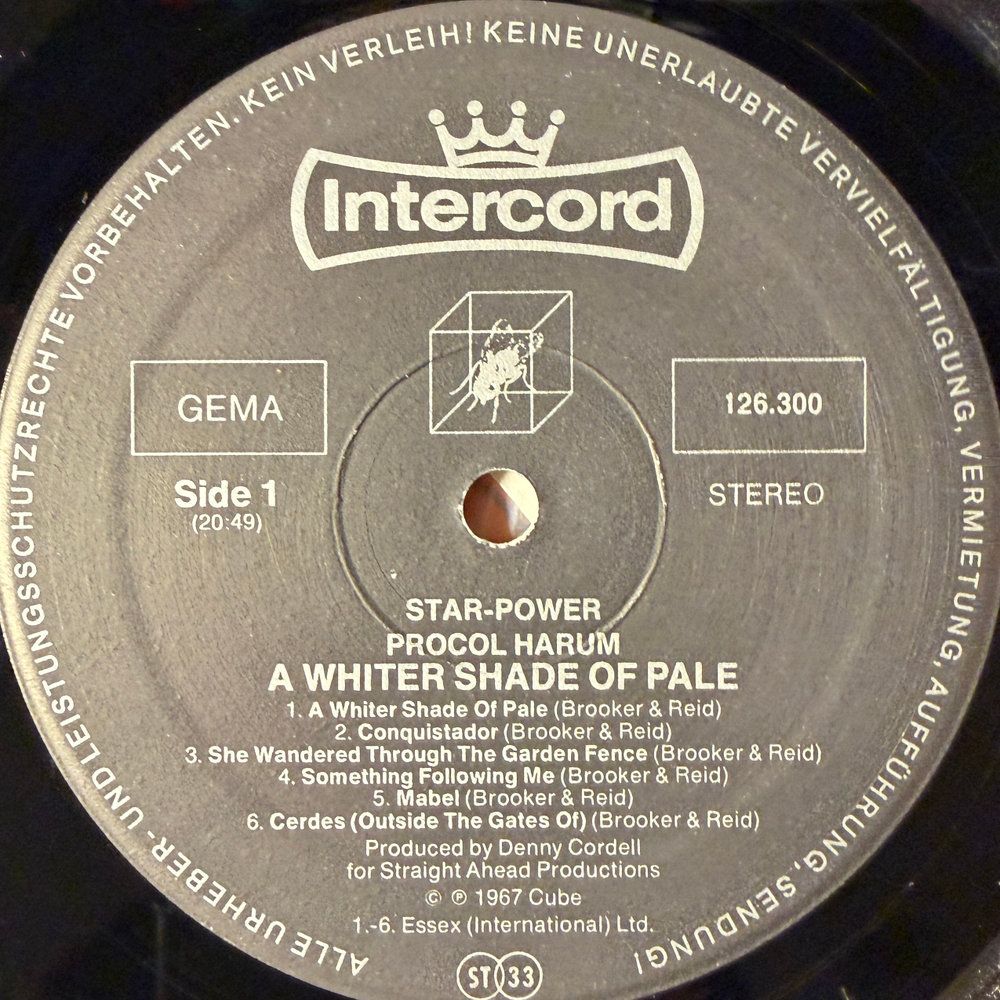 ALLE URHEBER- UND LEISTUNGSSCHUTZRECHTE VORBEHALTEN. KEIN VERLEIH! KEINE UNERLAUBTE VERVIELFÄLTIGUNG, VERMIETUNG, AUFFÜHRUNG, SENDUNG!
Intercord
GEMA
126.300
Side 1
(20:49)
STEREO
STAR-POWER
PROCOL HARUM
A WHITER SHADE OF PALE
1. A Whiter Shade Of Pale (Brooker & Reid)
2. Conquistador (Brooker & Reid)
3. She Wandered Through The Garden Fence (Brooker & Reid)
4. Something Following Me (Brooker & Reid)
5. Mabel (Brooker & Reid)
6. Cerdes (Outside The Gates Of) (Brooker & Reid)
Produced by Denny Cordell
for Straight Ahead Productions
© ℗ 1967 Cube
1.-6. Essex (International) Ltd.
ST 33